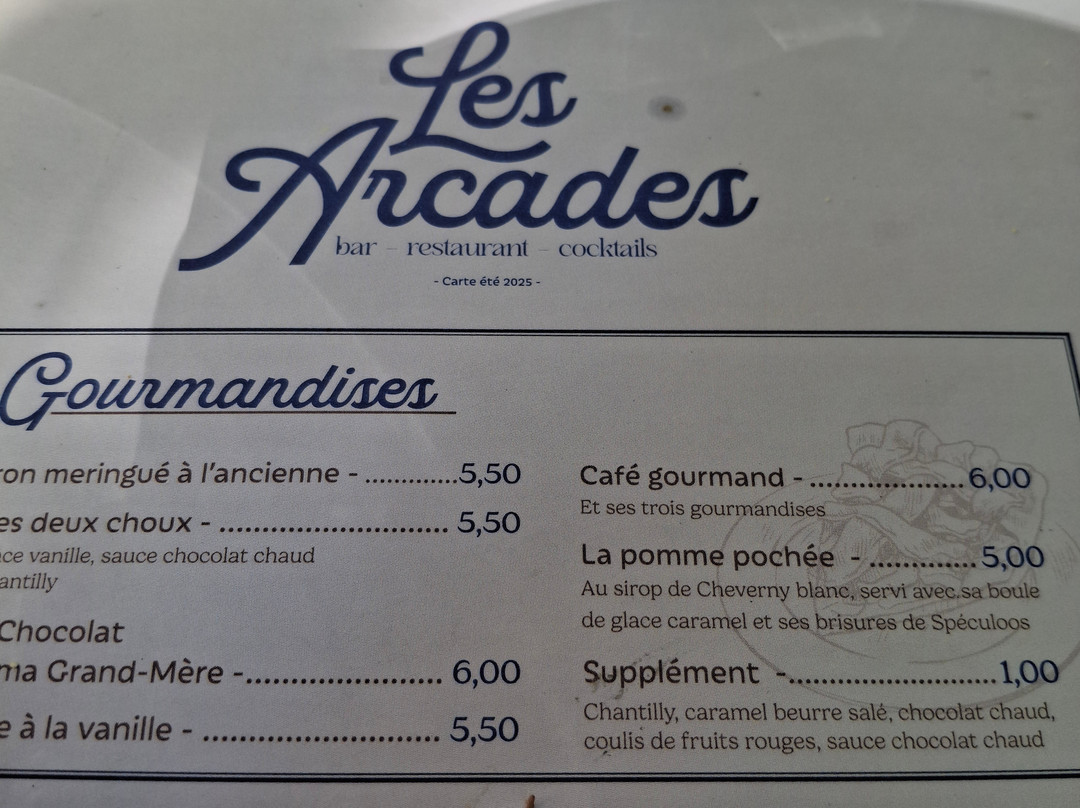 Les
Arcades
bar - restaurant - cocktails
- Carte été 2025 -
Gourmandises
ron meringué à l'ancienne - .............5,50
es deux choux - ................................. 5,50
ce vanille, sauce chocolat chaud
antilly
Chocolat
ma Grand-Mère -............................ 6,00
e à la vanille - .................................. 5,50
Café gourmand - ......................6,00
Et ses trois gourmandises
La pomme pochée - ..............5,00
Au sirop de Cheverny blanc, servi avec sa boule
de glace caramel et ses brisures de Spéculoos
Supplément -.............................1,00
Chantilly, caramel beurre salé, chocolat chaud,
coulis de fruits rouges, sauce chocolat chaud